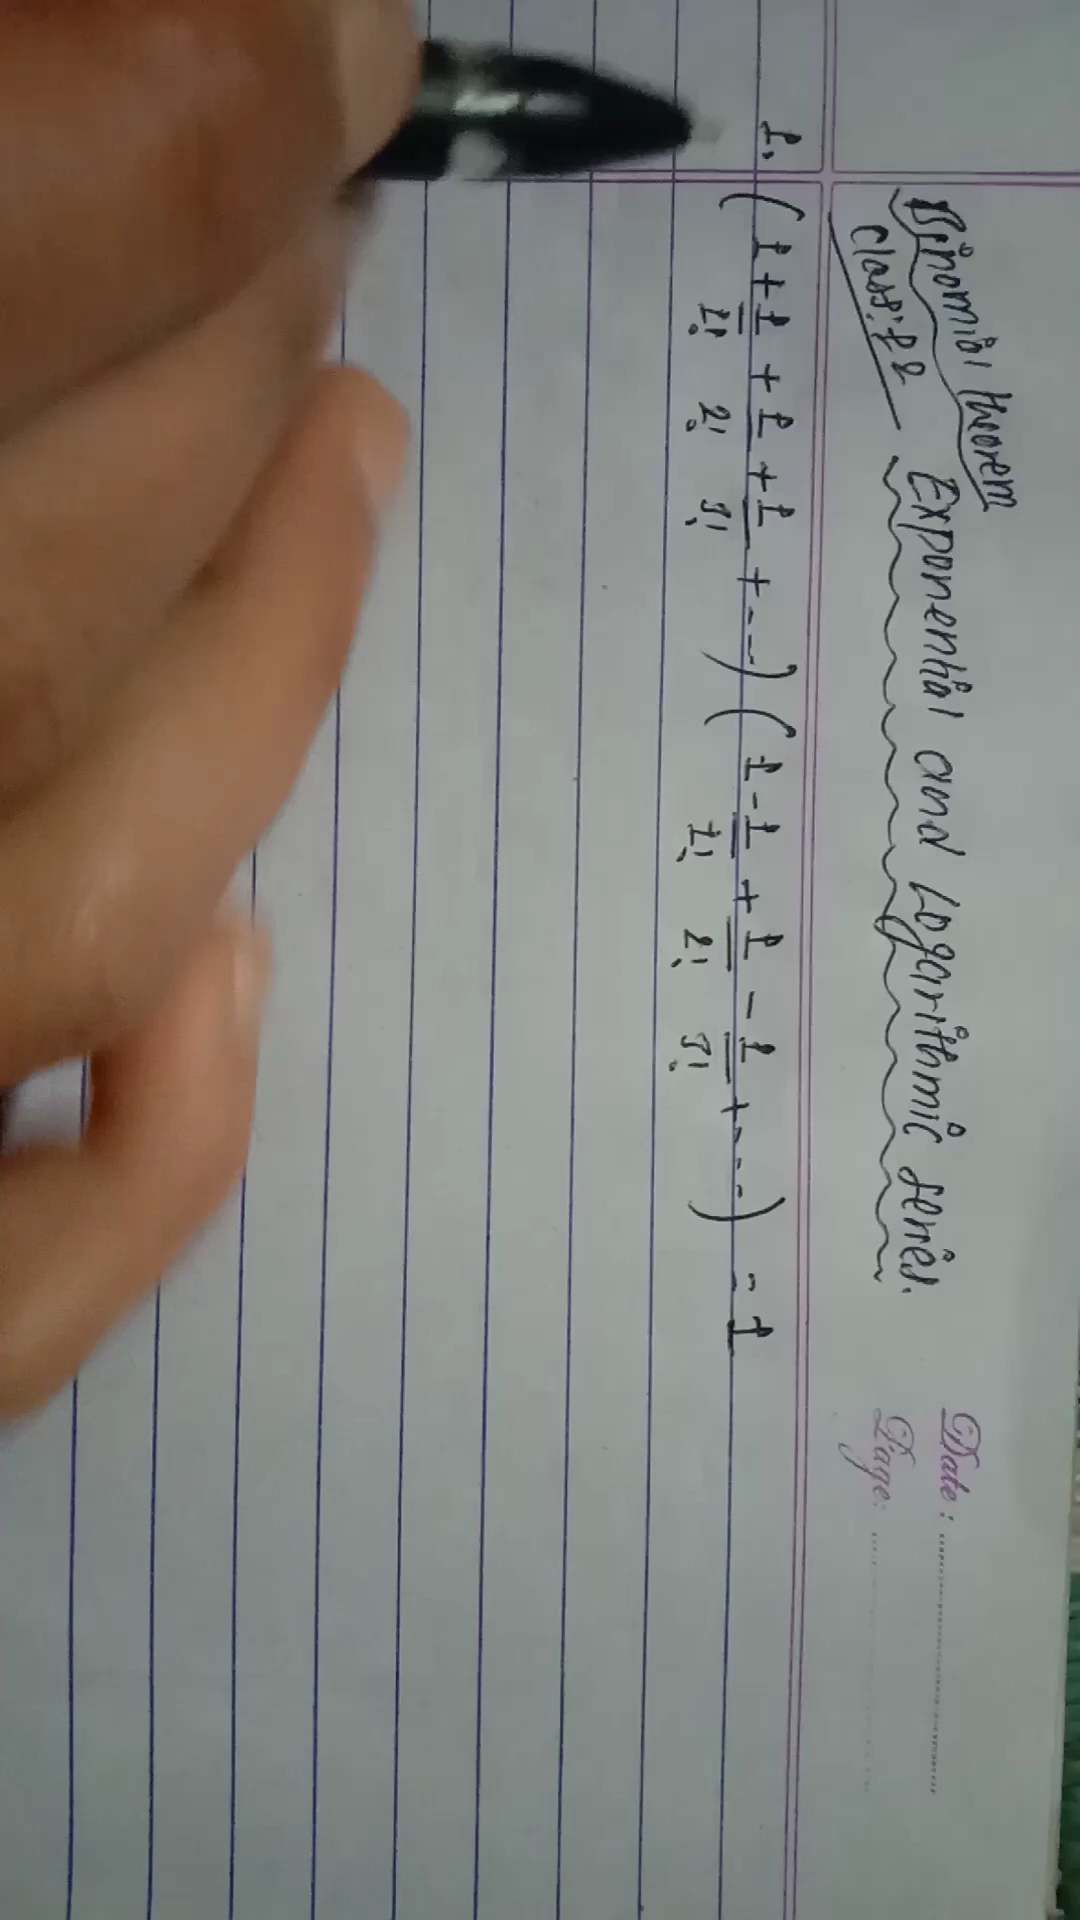 Binomial theorem
Date :
class: 12 Exponential and Logarithmic series.
Page:
1. (1 + 1/1! + 1/2! + 1/3! + ---) (1 - 1/1! + 1/2! - 1/3! + ---) = 1